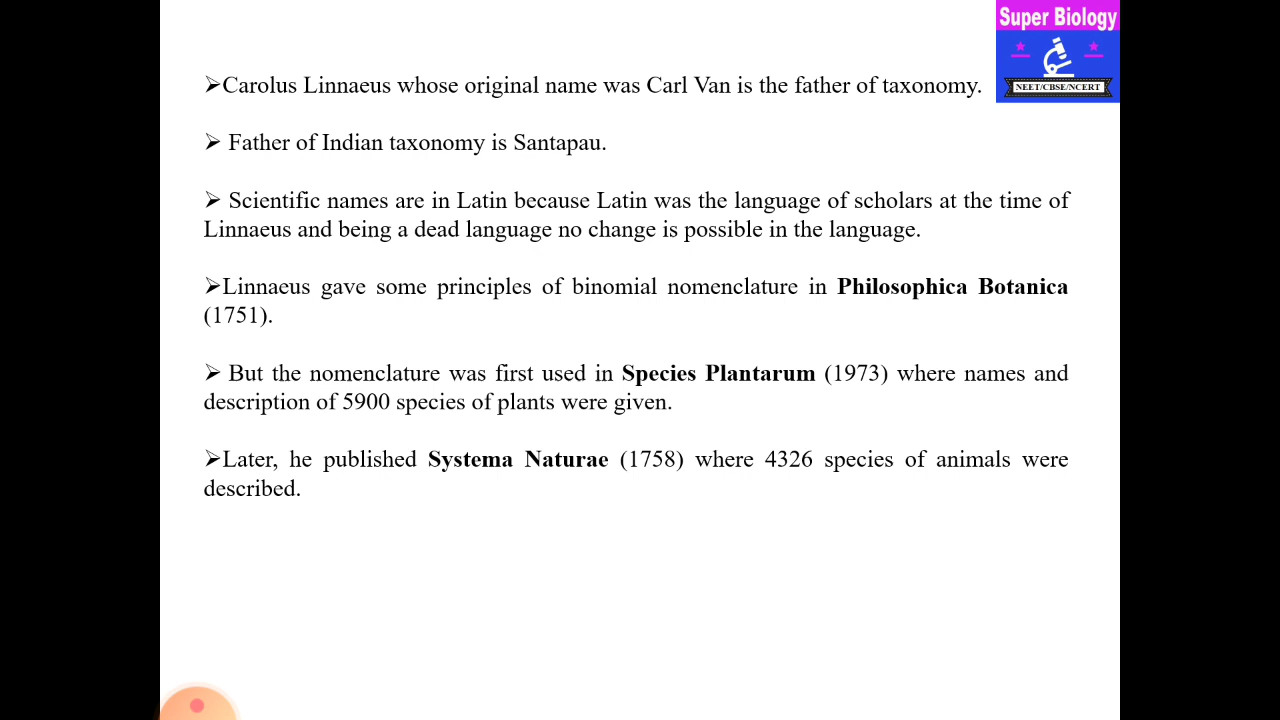 Super Biology
NEET/CBSE/NCERT
➢Carolus Linnaeus whose original name was Carl Van is the father of taxonomy.
➢ Father of Indian taxonomy is Santapau.
➢ Scientific names are in Latin because Latin was the language of scholars at the time of
Linnaeus and being a dead language no change is possible in the language.
➢Linnaeus gave some principles of binomial nomenclature in Philosophica Botanica
(1751).
➢ But the nomenclature was first used in Species Plantarum (1973) where names and
description of 5900 species of plants were given.
➢Later, he published Systema Naturae (1758) where 4326 species of animals were
described.